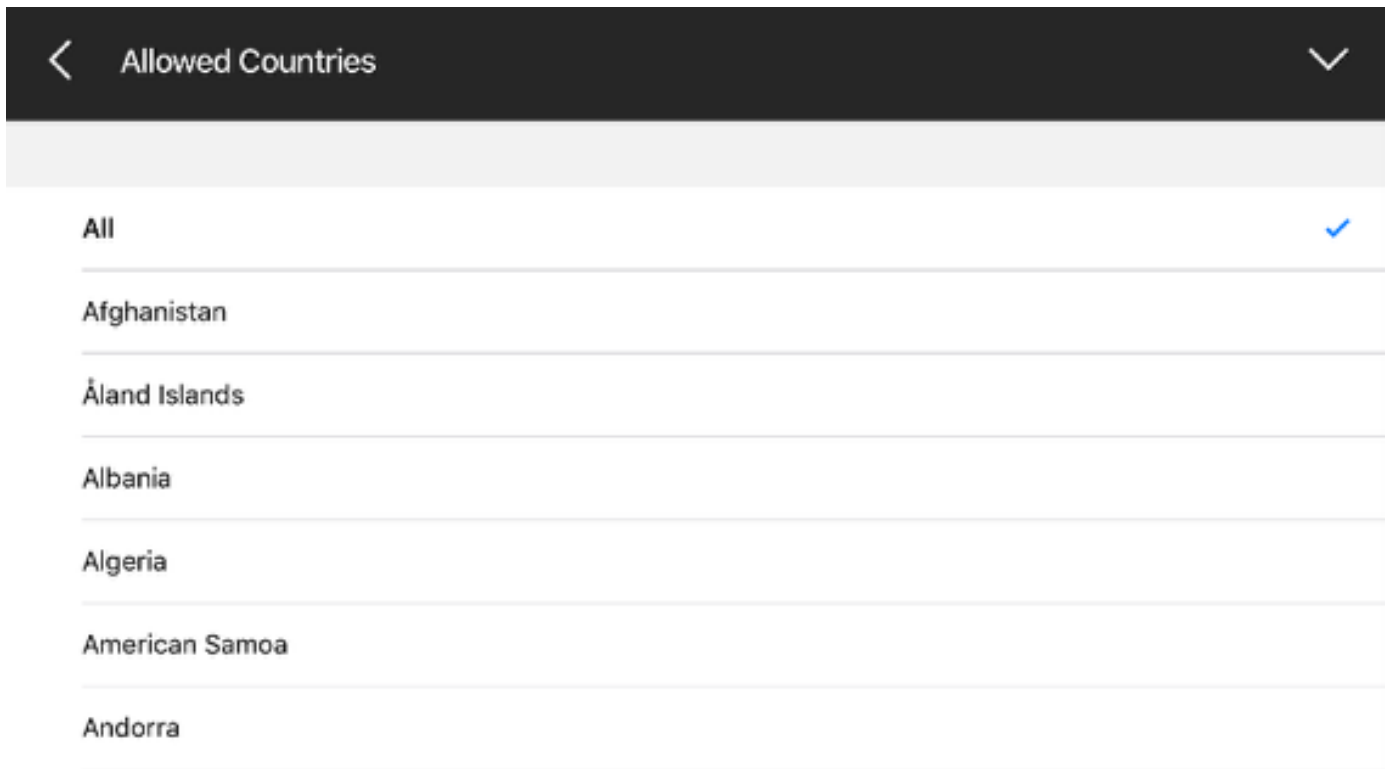 Allowed Countries
All
Afghanistan
Åland Islands
Albania
Algeria
American Samoa
Andorra